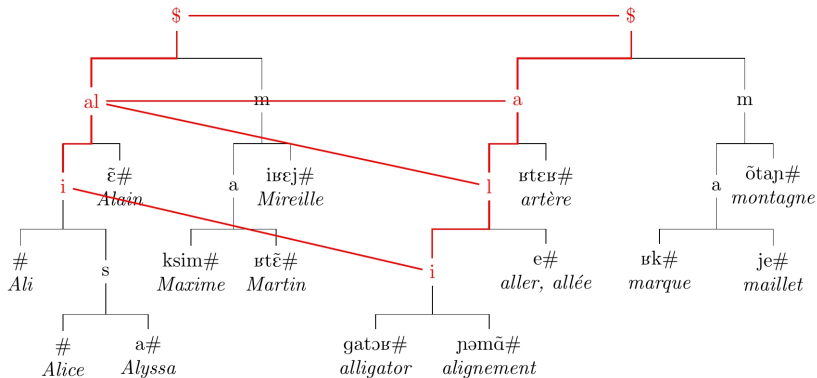 $ $
al m a m
i ɛ̃# Alain a iʁɛj# Mireille l ʁtɛʁ# artère a ɔ̃taɲ# montagne
# Ali s ksim# Maxime ʁtɛ̃# Martin i e# aller, allée ʁk# marque je# maillet
# Alice a# Alyssa ɡatɔʁ# alligator ɲəmɑ̃# alignement